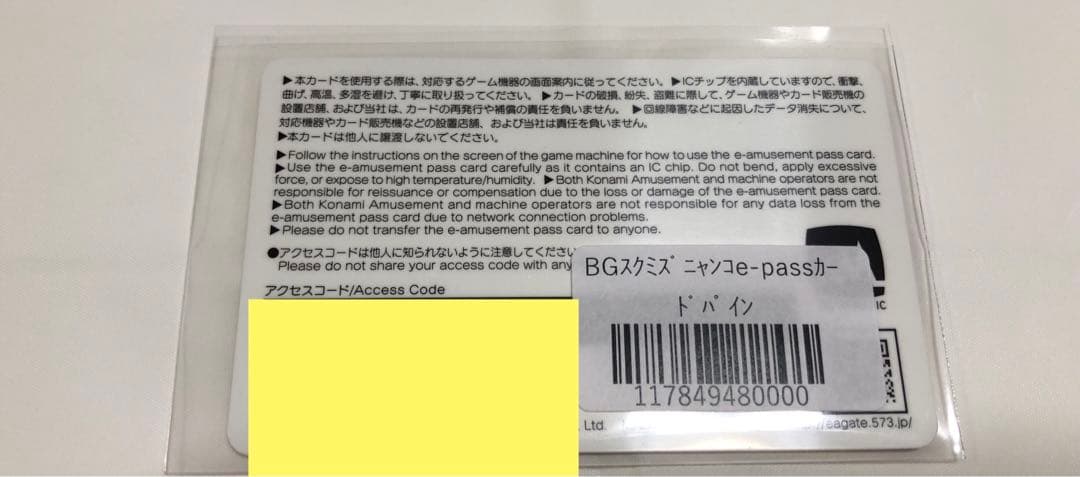 ▶本カードを使用する際は、対応するゲーム機器の画面案内に従ってください。 ▶ICチップを内蔵していますので、衝撃、
曲げ、高温、多湿を避け、丁寧に取り扱ってください。 ▶カードの破損、紛失、盗難に際して、ゲーム機器やカード販売機の
設置店舗、および当社は、カードの再発行や補償の責任を負いません。 ▶回線障害などに起因したデータ消失について、
対応機器やカード販売機などの設置店舗、および当社は責任を負いません。
▶本カードは他人に譲渡しないでください。
▶Follow the instructions on the screen of the game machine for how to use the e-amusement pass card.
▶Use the e-amusement pass card carefully as it contains an IC chip. Do not bend, apply excessive
force, or expose to high temperature/humidity. ▶Both Konami Amusement and machine operators are not
responsible for reissuance or compensation due to the loss or damage of the e-amusement pass card.
▶Both Konami Amusement and machine operators are not responsible for any data loss from the
e-amusement pass card due to network connection problems.
▶Please do not transfer the e-amusement pass card to anyone.
●アクセスコードは他人に知られないように注意してください
Please do not share your access code with any
アクセスコード/Access Code
BGスクミズニャンコe-passカー
ドパイン
117849480000
IC
Ltd.
eagate.573.jp/